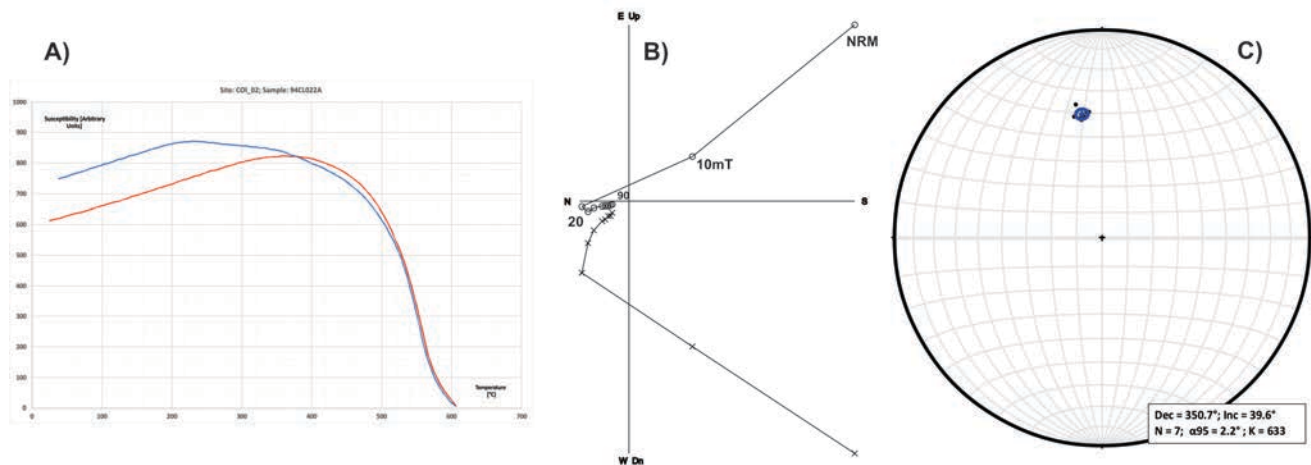 A)
Site: COI_02; Sample: 94CL022A
Susceptibility [Arbitrary
Units]
1000
900
800
700
600
500
400
300
200
100
0
0
100
200
300
400
500
600
700
Temperature
[°C]
B)
E Up
NRM
10mT
N
90
S
20
W Dn
C)
Dec = 350.7°; Inc = 39.6°
N = 7; α95 = 2.2°; K = 633